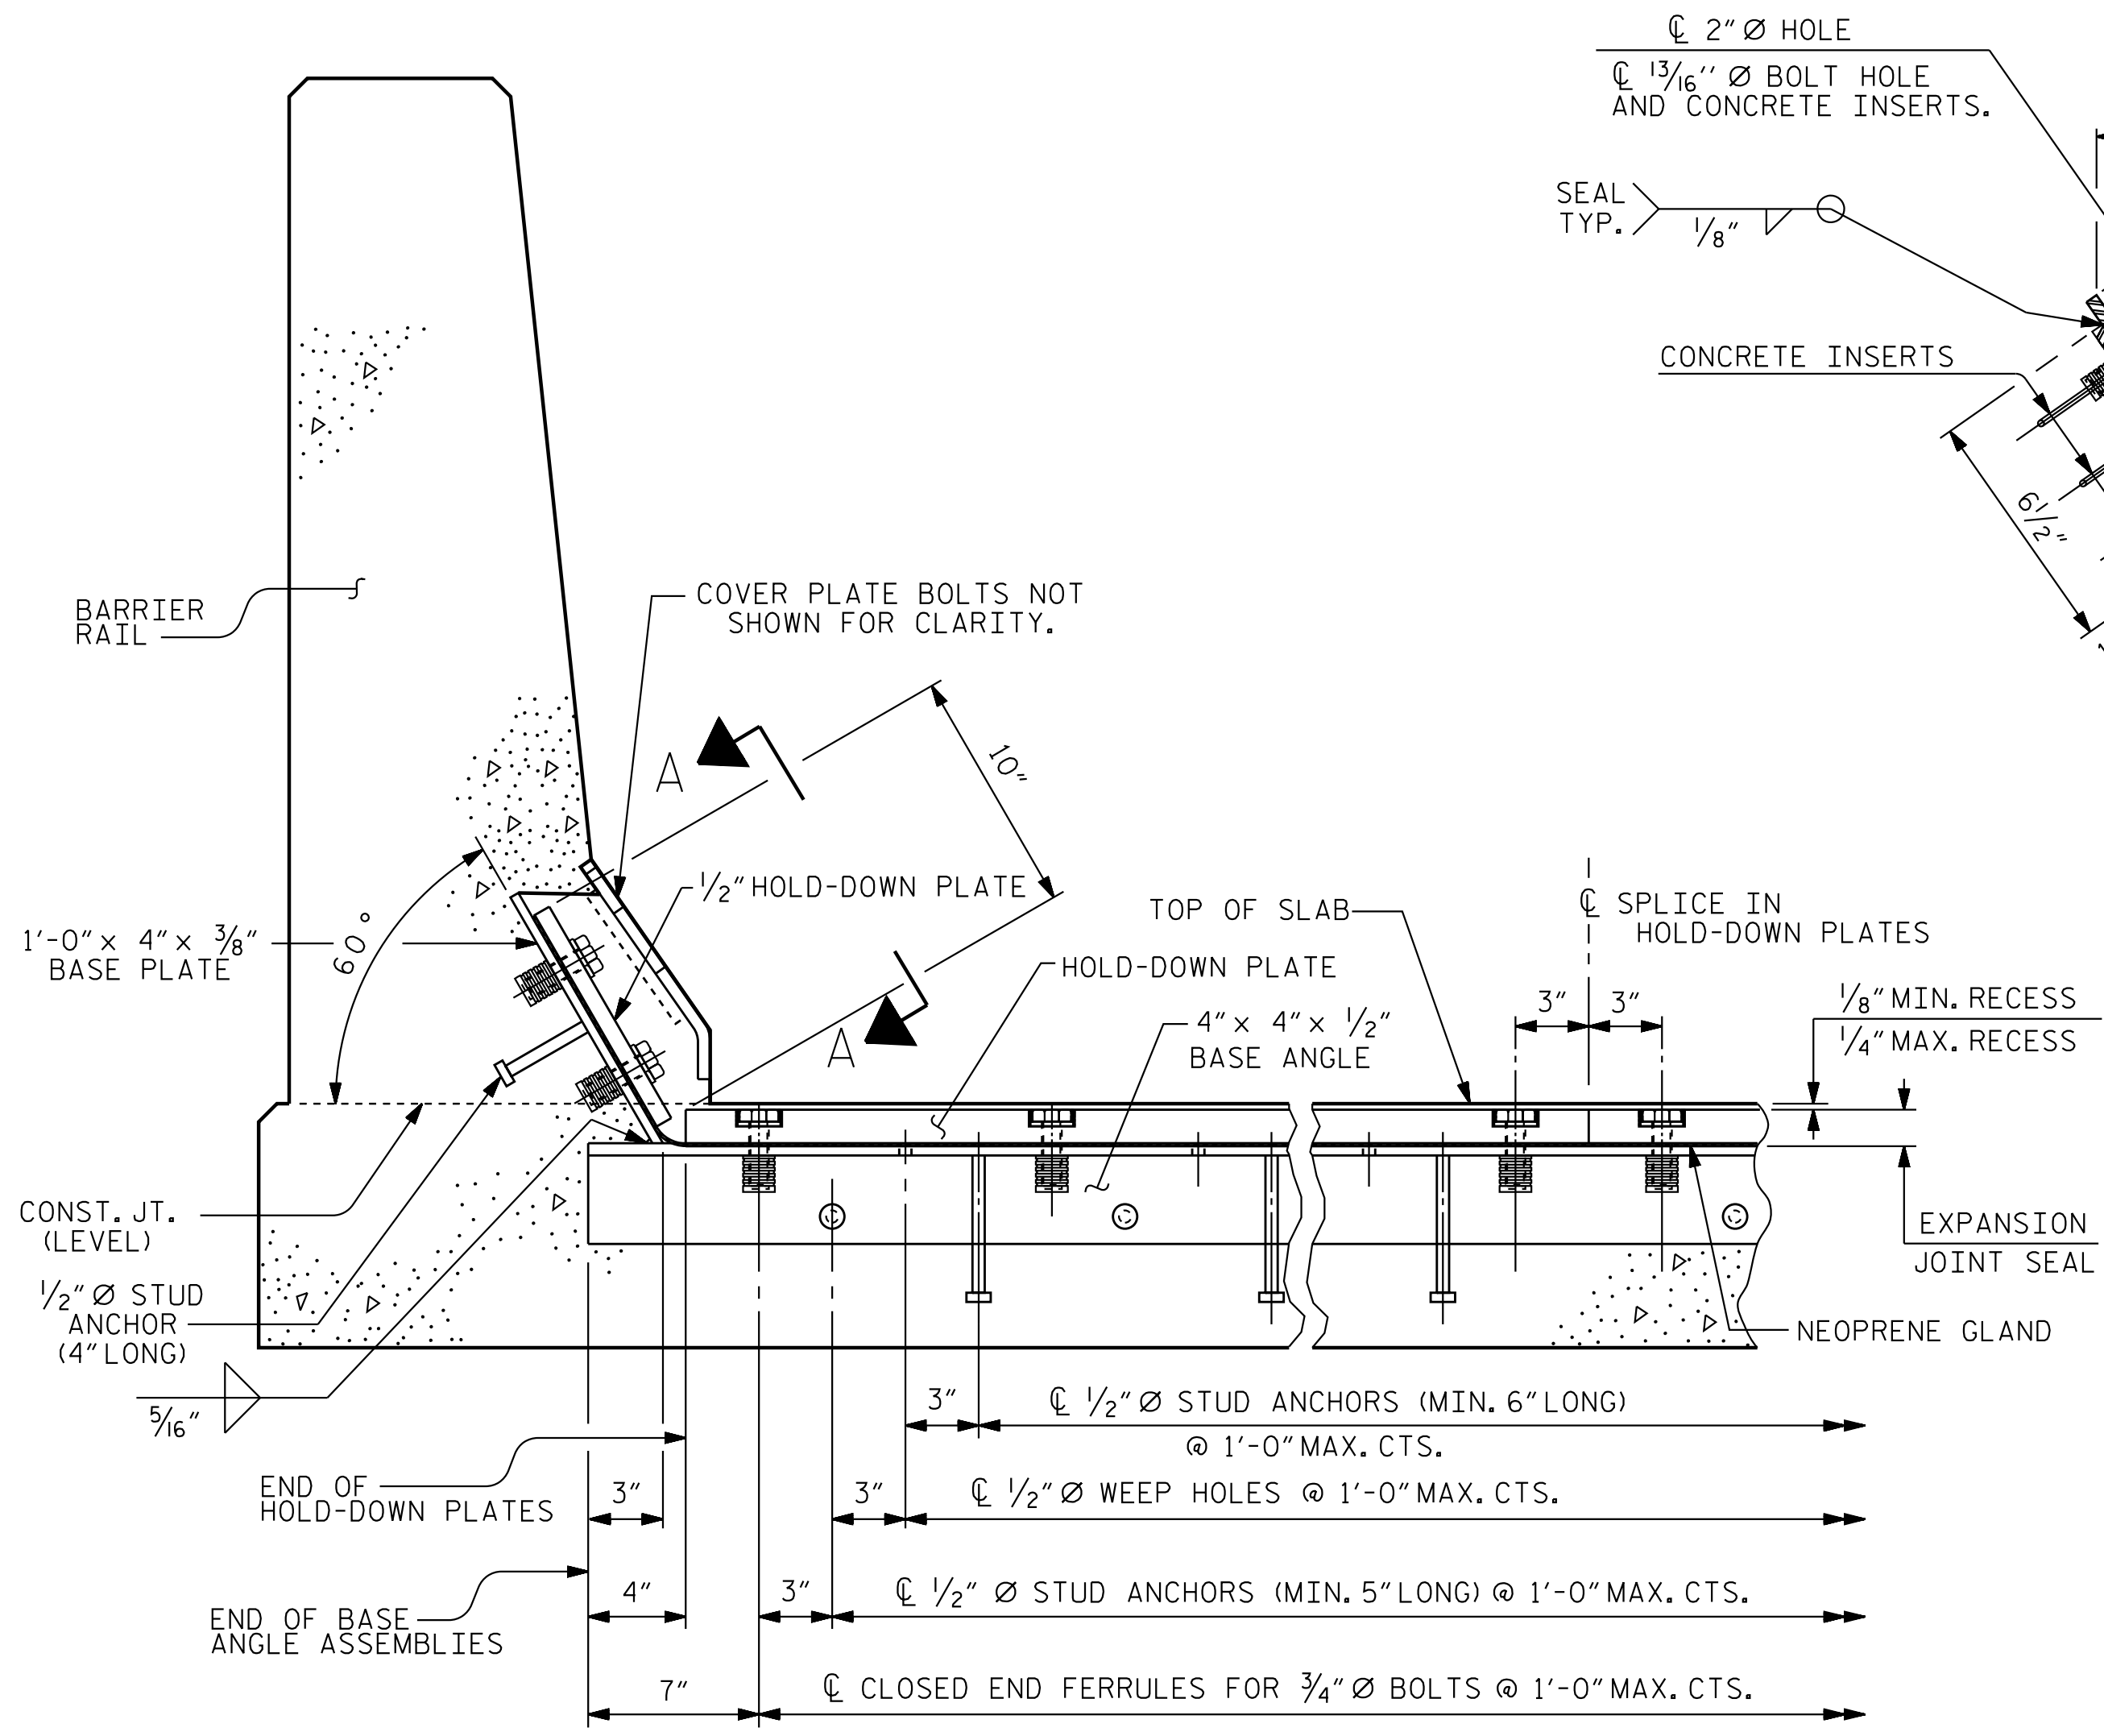 ℄ 2"Ø HOLE
℄ 13/16'' Ø BOLT HOLE
AND CONCRETE INSERTS.
SEAL
TYP.
1/8"
CONCRETE INSERTS
6 1/2"
BARRIER
RAIL
COVER PLATE BOLTS NOT
SHOWN FOR CLARITY.
A
10"
1/2" HOLD-DOWN PLATE
60°
1'-0" x 4" x 3/8"
BASE PLATE
TOP OF SLAB
℄ SPLICE IN
HOLD-DOWN PLATES
HOLD-DOWN PLATE
A
4" x 4" x 1/2"
BASE ANGLE
3"
3"
1/8" MIN. RECESS
1/4" MAX. RECESS
CONST. JT.
(LEVEL)
EXPANSION
JOINT SEAL
1/2" Ø STUD
ANCHOR
(4" LONG)
NEOPRENE GLAND
5/16"
3"
℄ 1/2" Ø STUD ANCHORS (MIN. 6" LONG)
@ 1'-0" MAX. CTS.
END OF
HOLD-DOWN PLATES
3"
3"
℄ 1/2" Ø WEEP HOLES @ 1'-0" MAX. CTS.
END OF BASE
ANGLE ASSEMBLIES
4"
3"
℄ 1/2" Ø STUD ANCHORS (MIN. 5" LONG) @ 1'-0" MAX. CTS.
7"
℄ CLOSED END FERRULES FOR 3/4" Ø BOLTS @ 1'-0" MAX. CTS.